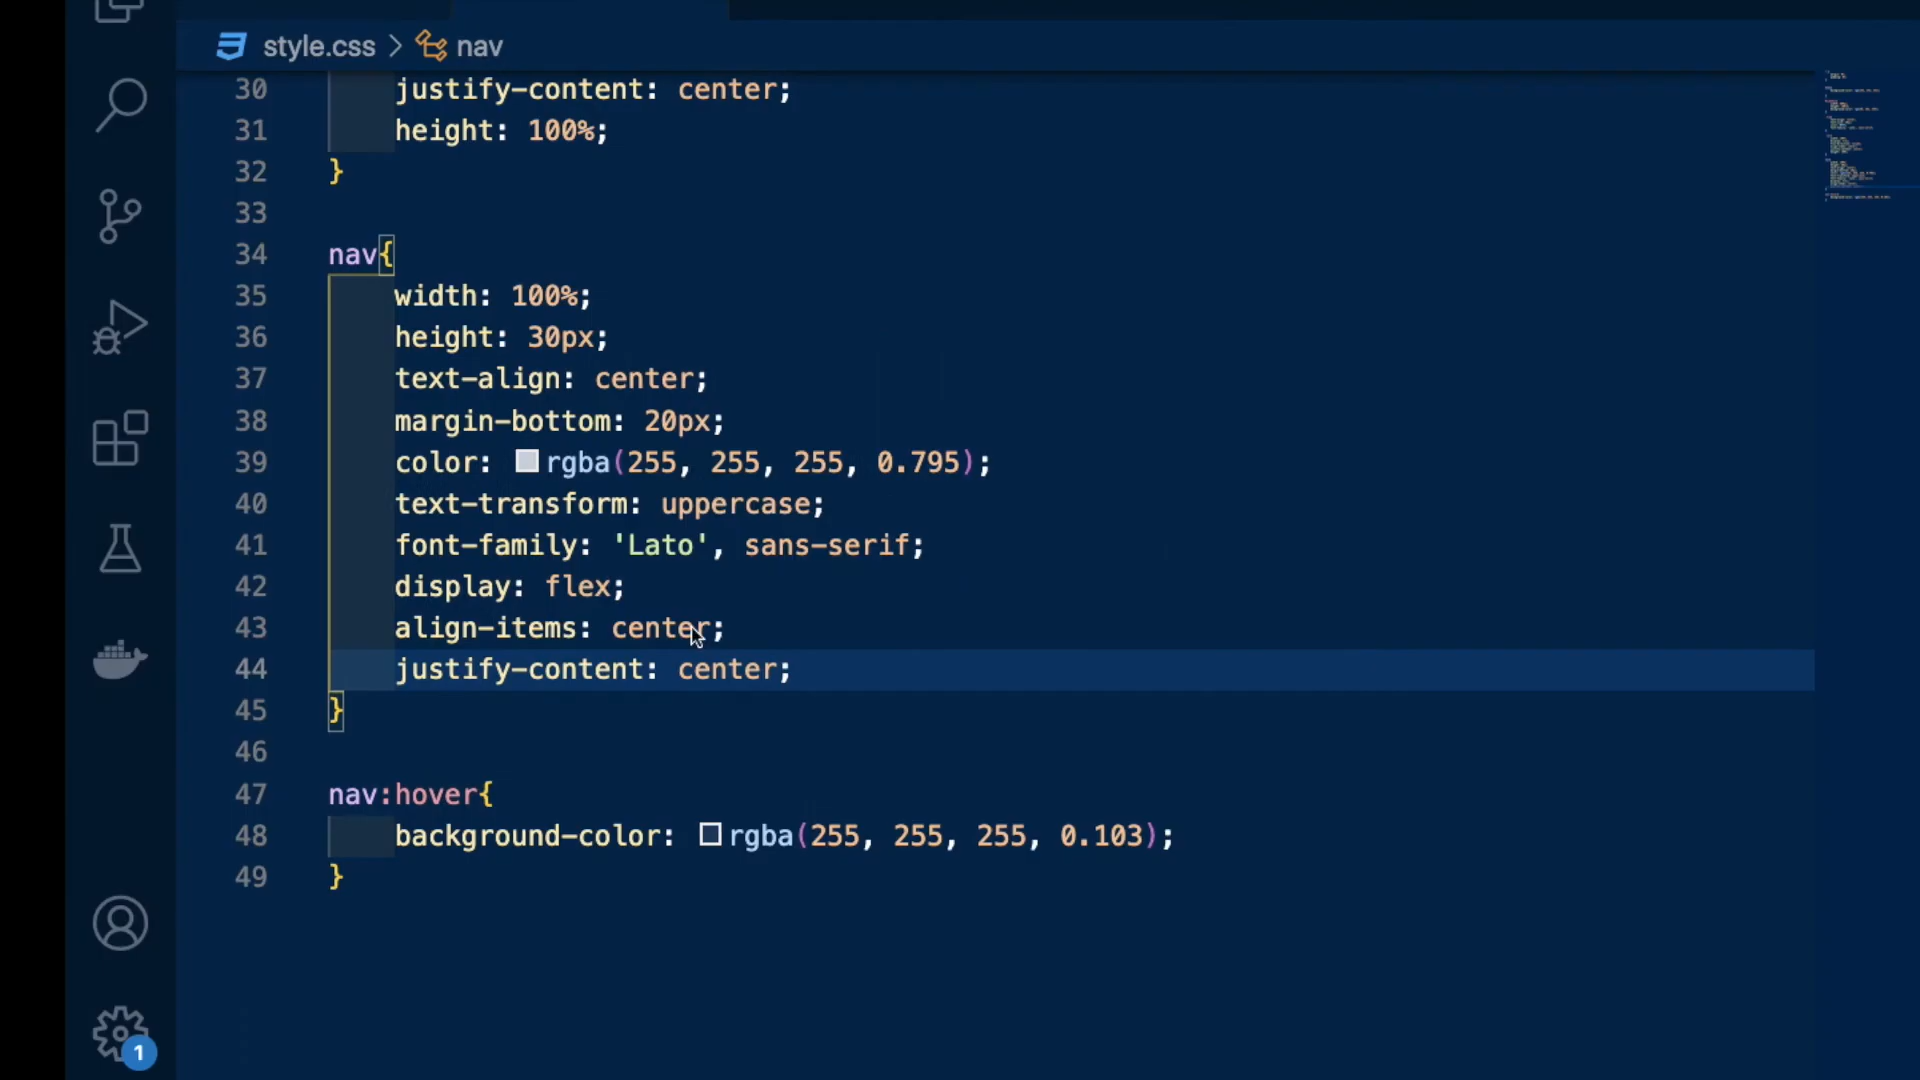 style.css > nav
30 justify-content: center;
31 height: 100%;
32 }
33
34 nav{
35 width: 100%;
36 height: 30px;
37 text-align: center;
38 margin-bottom: 20px;
39 color: rgba(255, 255, 255, 0.795);
40 text-transform: uppercase;
41 font-family: 'Lato', sans-serif;
42 display: flex;
43 align-items: center;
44 justify-content: center;
45 }
46
47 nav:hover{
48 background-color: rgba(255, 255, 255, 0.103);
49 }
1